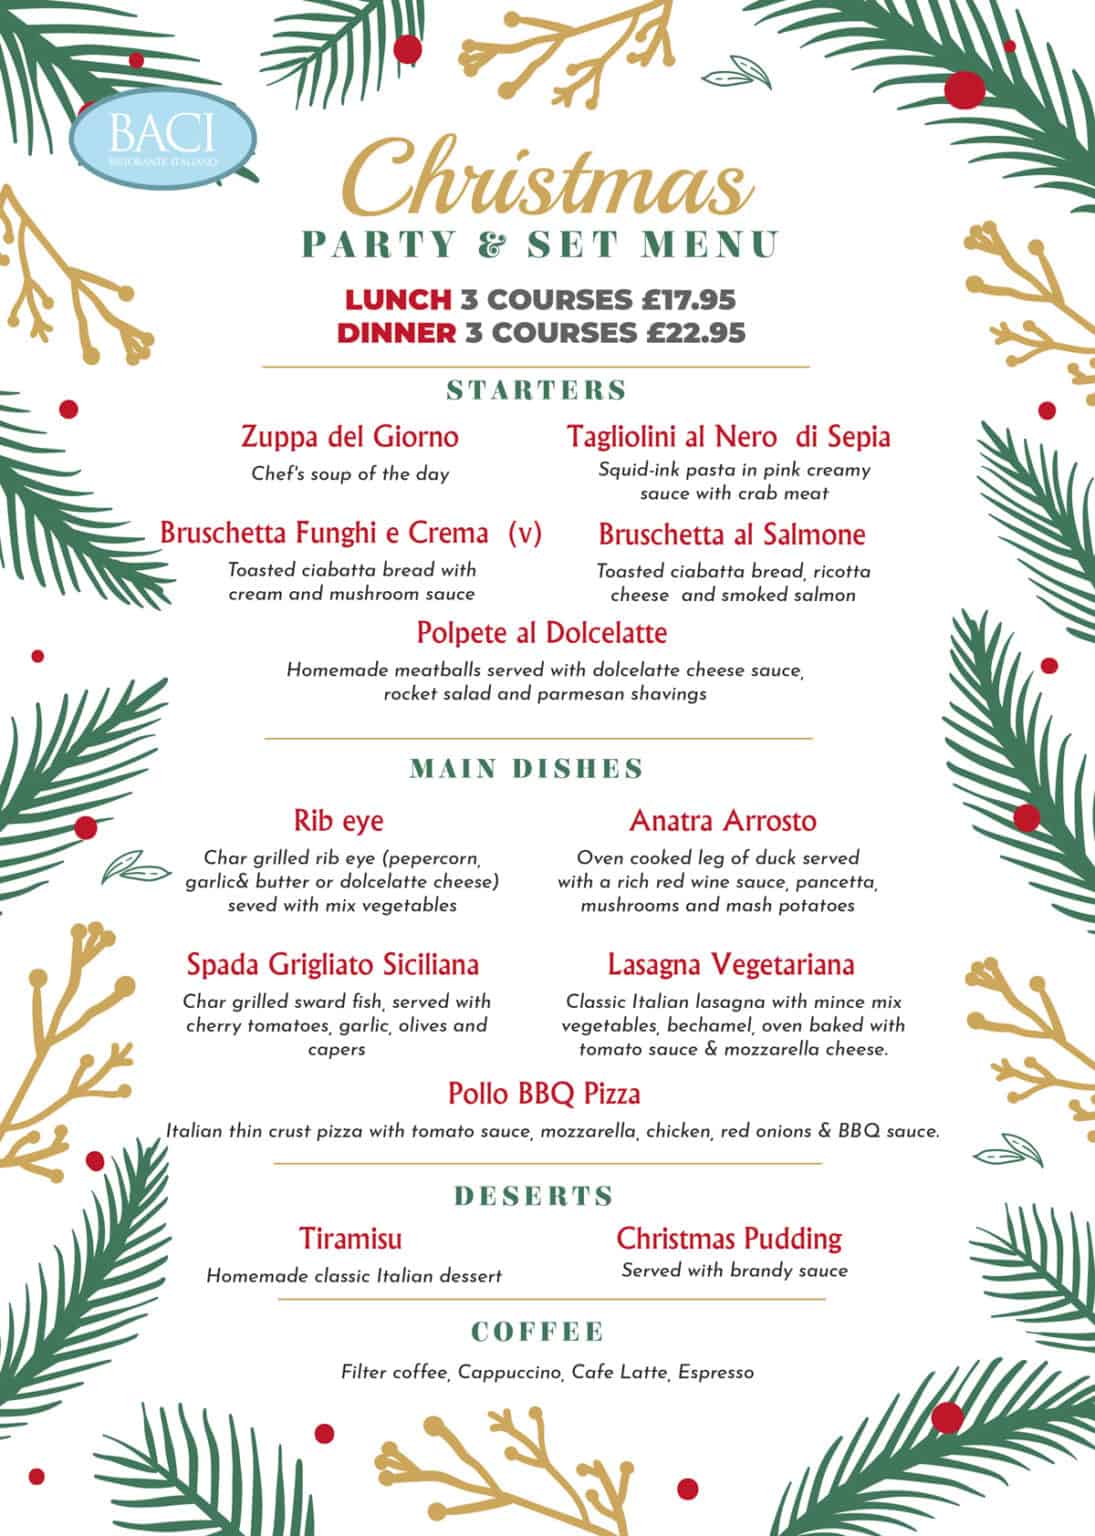 BACI
RISTORANTE ITALIANO
Christmas
PARTY & SET MENU
LUNCH 3 COURSES £17.95
DINNER 3 COURSES £22.95
STARTERS
Zuppa del Giorno
Chef's soup of the day
Tagliolini al Nero di Sepia
Squid-ink pasta in pink creamy
sauce with crab meat
Bruschetta Funghi e Crema (v)
Toasted ciabatta bread with
cream and mushroom sauce
Bruschetta al Salmone
Toasted ciabatta bread, ricotta
cheese and smoked salmon
Polpete al Dolcelatte
Homemade meatballs served with dolcelatte cheese sauce,
rocket salad and parmesan shavings
MAIN DISHES
Rib eye
Char grilled rib eye (pepercorn,
garlic& butter or dolcelatte cheese)
seved with mix vegetables
Anatra Arrosto
Oven cooked leg of duck served
with a rich red wine sauce, pancetta,
mushrooms and mash potatoes
Spada Grigliato Siciliana
Char grilled sward fish, served with
cherry tomatoes, garlic, olives and
capers
Lasagna Vegetariana
Classic Italian lasagna with mince mix
vegetables, bechamel, oven baked with
tomato sauce & mozzarella cheese.
Pollo BBQ Pizza
Italian thin crust pizza with tomato sauce, mozzarella, chicken, red onions & BBQ sauce.
DESERTS
Tiramisu
Homemade classic Italian dessert
Christmas Pudding
Served with brandy sauce
COFFEE
Filter coffee, Cappuccino, Cafe Latte, Espresso